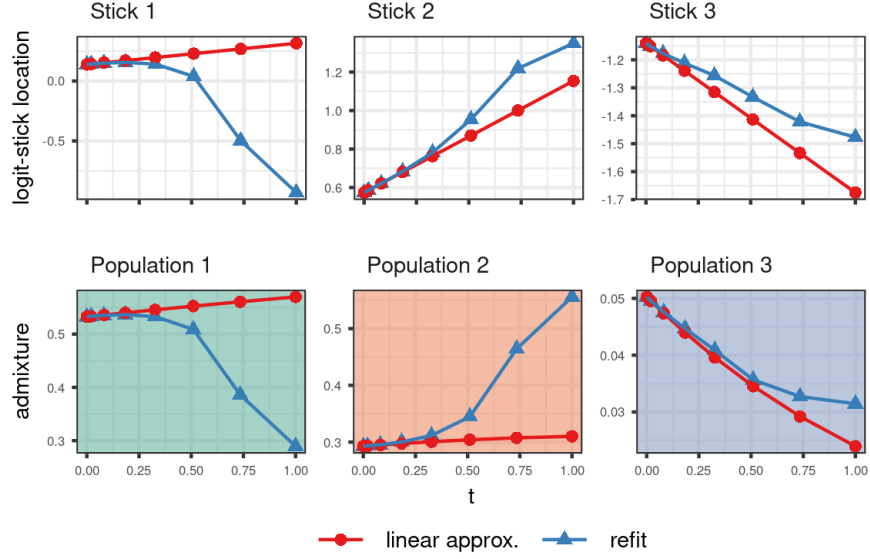 Stick 1
Stick 2
Stick 3
logit-stick location
0.0
-0.5
1.2
1.0
0.8
0.6
-1.2
-1.3
-1.4
-1.5
-1.6
-1.7
Population 1
Population 2
Population 3
admixture
0.5
0.4
0.3
0.5
0.4
0.3
0.05
0.04
0.03
0.00 0.25 0.50 0.75 1.00
0.00 0.25 0.50 0.75 1.00
0.00 0.25 0.50 0.75 1.00
t
linear approx. refit